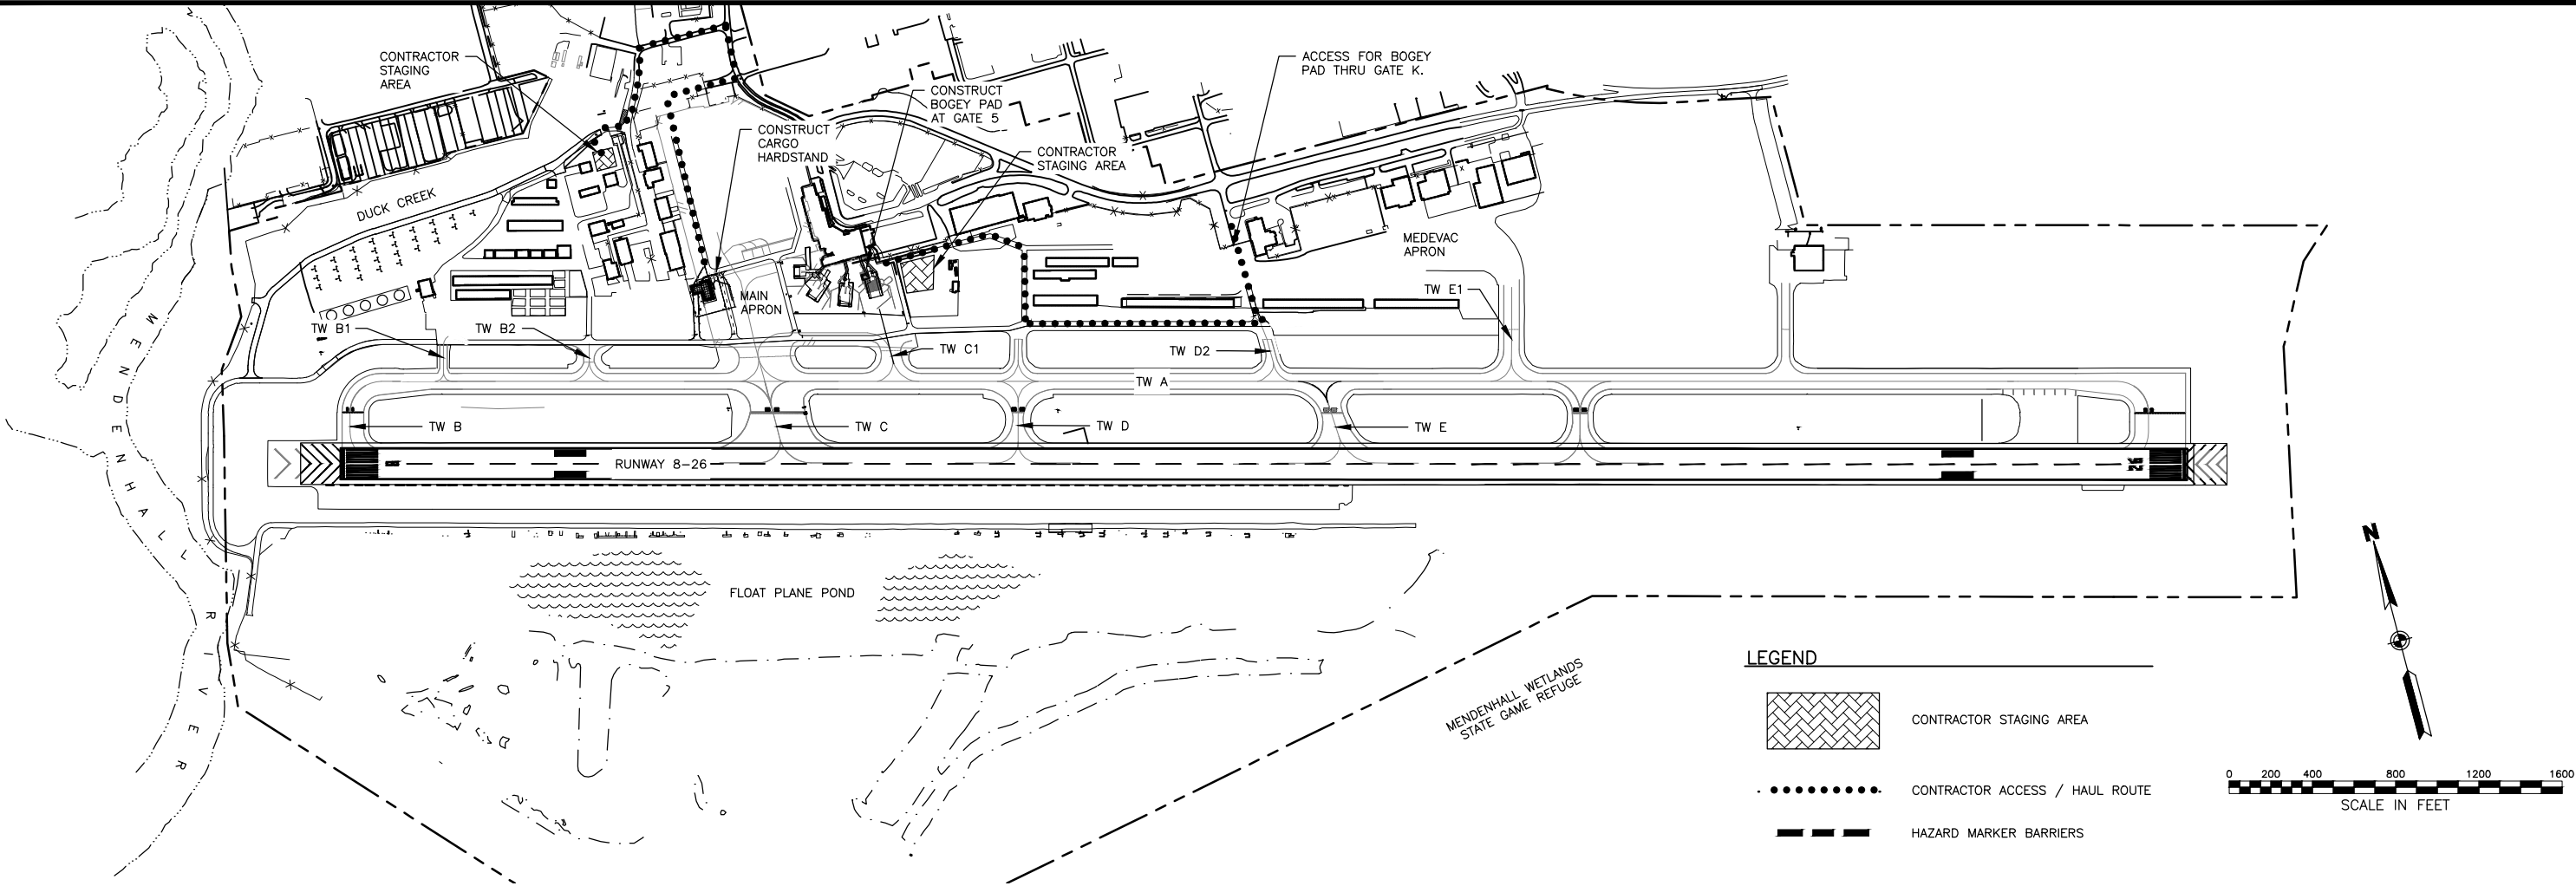 CONTRACTOR
STAGING
AREA
ACCESS FOR BOGEY
PAD THRU GATE K.
CONSTRUCT
BOGEY PAD
AT GATE 5
CONSTRUCT
CARGO
HARDSTAND
CONTRACTOR
STAGING AREA
DUCK CREEK
MEDEVAC
APRON
MAIN
APRON
TW E1
TW B1
TW B2
TW C1
TW D2
TW A
TW B
TW C
TW D
TW E
RUNWAY 8-26
MENDENHALL RIVER
FLOAT PLANE POND
MENDENHALL WETLANDS
STATE GAME REFUGE
N
LEGEND
CONTRACTOR STAGING AREA
CONTRACTOR ACCESS / HAUL ROUTE
HAZARD MARKER BARRIERS
0 200 400 800 1200 1600
SCALE IN FEET